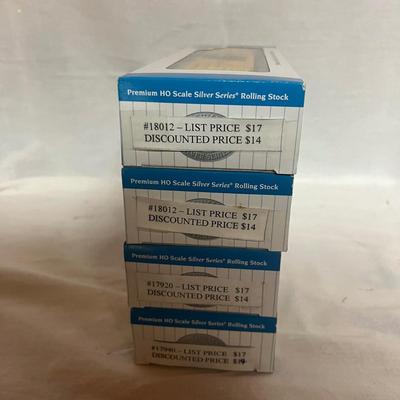 Premium HO Scale Silver Series® Rolling Stock
#18012 – LIST PRICE $17
DISCOUNTED PRICE $14
Premium HO Scale Silver Series® Rolling Stock
#18012 – LIST PRICE $17
DISCOUNTED PRICE $14
Premium HO Scale Silver Series® Rolling Stock
#17920 – LIST PRICE $17
DISCOUNTED PRICE $14
Premium HO Scale Silver Series® Rolling Stock
LIST PRICE $17
DISCOUNTED PRICE